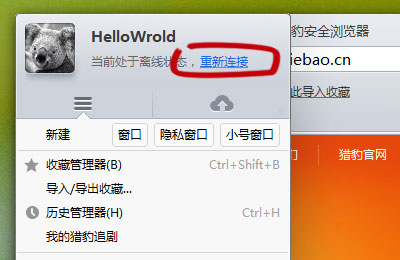 HelloWrold
当前处于离线状态，重新连接
豹安全浏览器
iebao.cn
此导入收藏
新建 窗口 隐私窗口 小号窗口
收藏管理器(B) Ctrl+Shift+B
们 猎豹官网
导入/导出收藏...
历史管理器(H) Ctrl+H
我的猎豹追剧